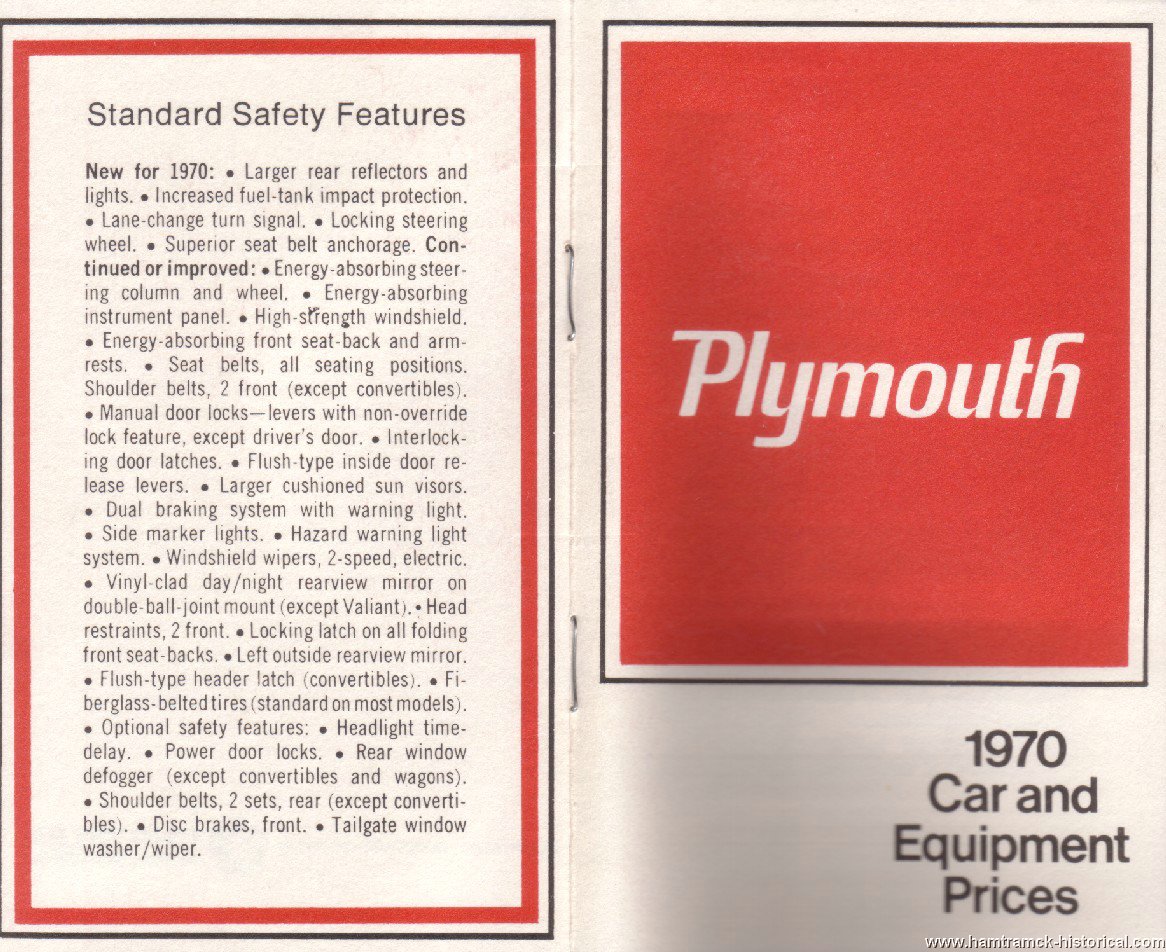 Standard Safety Features
New for 1970: • Larger rear reflectors and
lights. • Increased fuel-tank impact protection.
• Lane-change turn signal. • Locking steering
wheel. • Superior seat belt anchorage. Con-
tinued or improved: • Energy-absorbing steer-
ing column and wheel. • Energy-absorbing
instrument panel. • High-strength windshield.
• Energy-absorbing front seat-back and arm-
rests. • Seat belts, all seating positions.
Shoulder belts, 2 front (except convertibles).
• Manual door locks—levers with non-override
lock feature, except driver's door. • Interlock-
ing door latches. • Flush-type inside door re-
lease levers. • Larger cushioned sun visors.
• Dual braking system with warning light.
• Side marker lights. • Hazard warning light
system. • Windshield wipers, 2-speed, electric.
• Vinyl-clad day/night rearview mirror on
double-ball-joint mount (except Valiant). • Head
restraints, 2 front. • Locking latch on all folding
front seat-backs. • Left outside rearview mirror.
• Flush-type header latch (convertibles). • Fi-
berglass-belted tires (standard on most models).
• Optional safety features: • Headlight time-
delay. • Power door locks. • Rear window
defogger (except convertibles and wagons).
• Shoulder belts, 2 sets, rear (except converti-
bles). • Disc brakes, front. • Tailgate window
washer/wiper.
Plymouth
1970
Car and
Equipment
Prices
www.hamtramck-historical.com